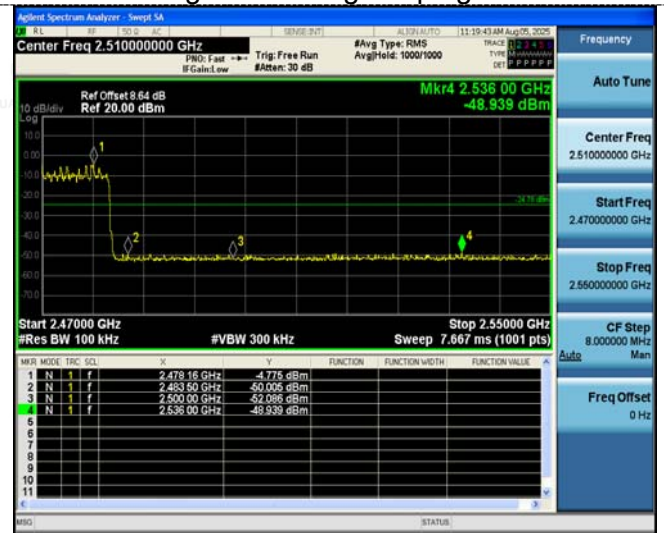 Agilent Spectrum Analyzer - Swept SA
RL RF 50 Ω AC SENSE:INT ALIGN AUTO 11:19:43 AM Aug 05, 2025
Center Freq 2.510000000 GHz
PNO: Fast Trig: Free Run #Avg Type: RMS TRACE 1 2 3 4 5 6
IFGain:Low #Atten: 30 dB Avg|Hold: 1000/1000 TYPE
DET P P P P P P
Mkr4 2.536 00 GHz
-48.939 dBm
Ref Offset 8.64 dB
10 dB/div Ref 20.00 dBm
Log
10.0
0.00
-10.0
-20.0
-24.78 dBm
-30.0
-40.0
-50.0
-60.0
-70.0
1
2
3
4
Start 2.47000 GHz Stop 2.55000 GHz
#Res BW 100 kHz #VBW 300 kHz Sweep 7.667 ms (1001 pts)
MKR MODE TRC SCL X Y FUNCTION FUNCTION WIDTH FUNCTION VALUE
1 N 1 f 2.478 16 GHz -4.775 dBm
2 N 1 f 2.483 50 GHz -50.005 dBm
3 N 1 f 2.500 00 GHz -52.086 dBm
4 N 1 f 2.536 00 GHz -48.939 dBm
5
6
7
8
9
10
11
MSG STATUS
Frequency
Auto Tune
Center Freq
2.510000000 GHz
Start Freq
2.470000000 GHz
Stop Freq
2.550000000 GHz
CF Step
8.000000 MHz
Auto Man
Freq Offset
0 Hz